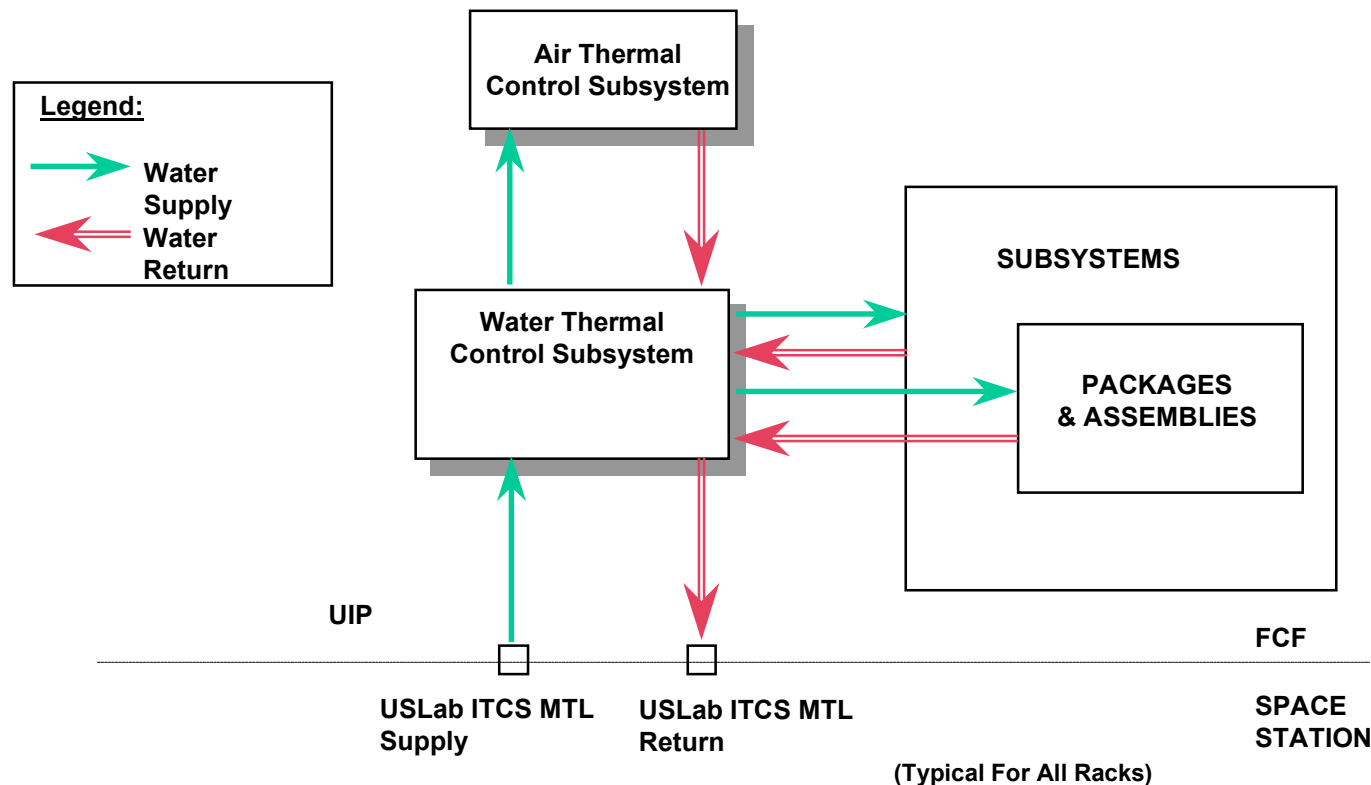 Air Thermal
Control Subsystem
Legend:
Water
Supply
Water
Return
SUBSYSTEMS
Water Thermal
Control Subsystem
PACKAGES
& ASSEMBLIES
UIP
FCF
USLab ITCS MTL
Supply
USLab ITCS MTL
Return
SPACE
STATION
(Typical For All Racks)